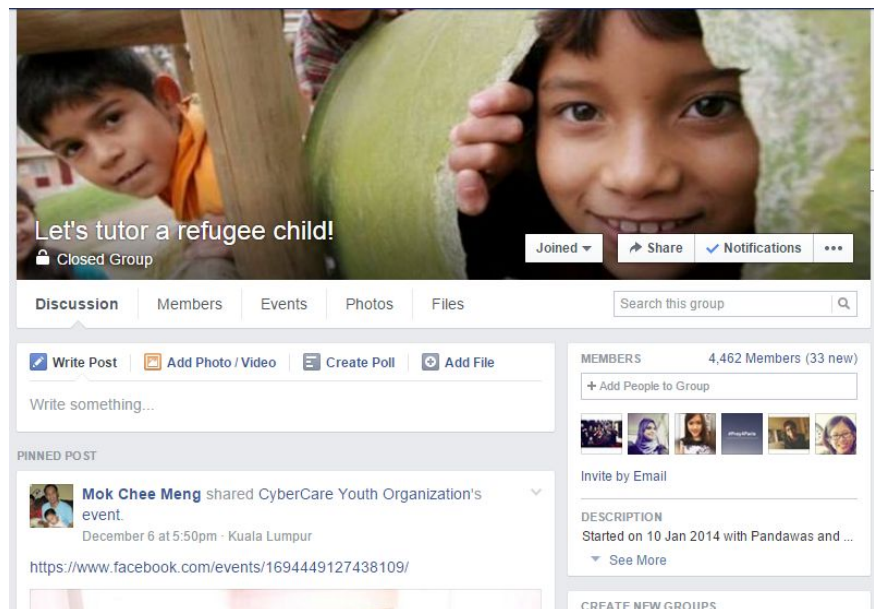 Let's tutor a refugee child!
Closed Group
Joined
Share
Notifications
Discussion
Members
Events
Photos
Files
Search this group
Write Post
Add Photo / Video
Create Poll
Add File
Write something...
PINNED POST
Mok Chee Meng shared CyberCare Youth Organization's
event.
December 6 at 5:50pm · Kuala Lumpur
https://www.facebook.com/events/1694449127438109/
MEMBERS
4,462 Members (33 new)
+ Add People to Group
#PrayForParis
Invite by Email
DESCRIPTION
Started on 10 Jan 2014 with Pandawas and ...
See More
CREATE NEW GROUPS